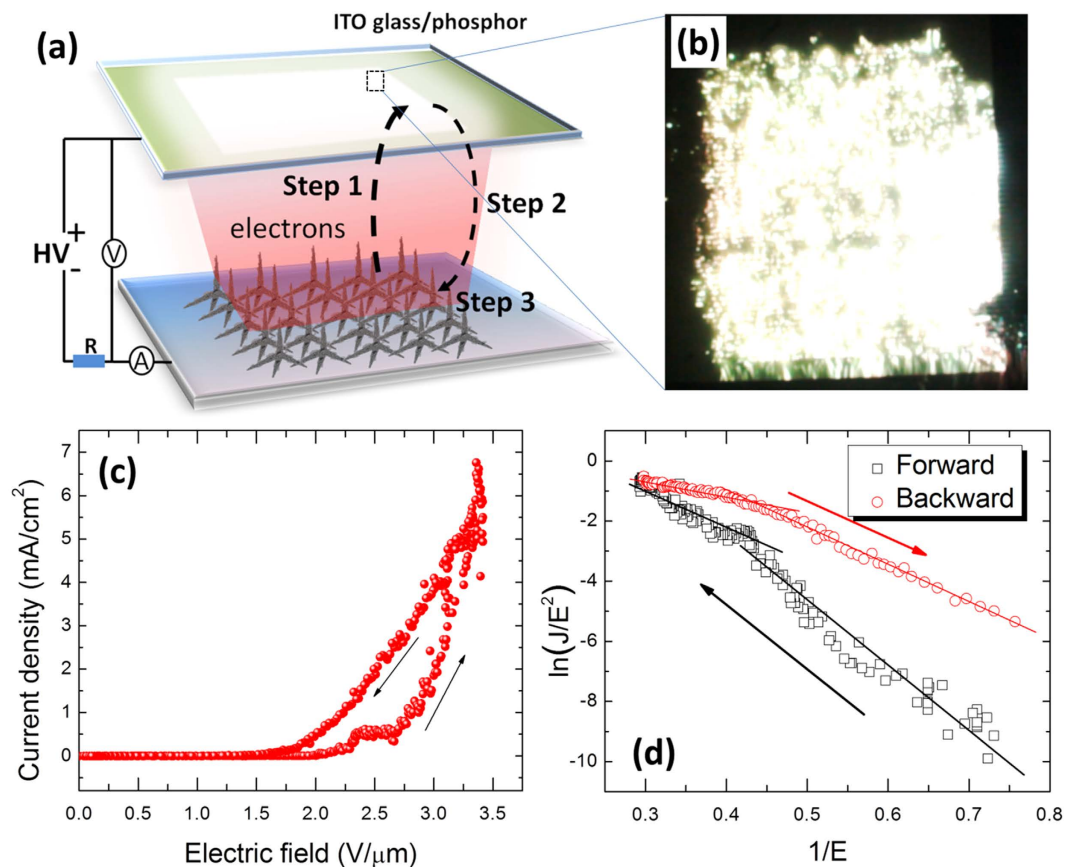 (a)
ITO glass/phosphor
(b)
Step 1
Step 2
electrons
HV
+
-
V
Step 3
R
A
(c)
Current density (mA/cm²)
7
6
5
4
3
2
1
0
0.0 0.5 1.0 1.5 2.0 2.5 3.0 3.5
Electric field (V/μm)
Forward
Backward
ln(J/E²)
0
-2
-4
-6
-8
-10
(d)
0.3 0.4 0.5 0.6 0.7 0.8
1/E